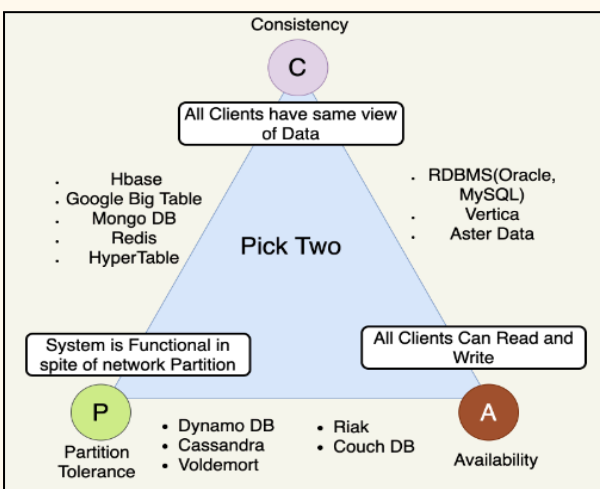 Consistency
C
All Clients have same view
of Data
. Hbase
. Google Big Table
. Mongo DB
. Redis
. HyperTable
. RDBMS(Oracle,
MySQL)
. Vertica
. Aster Data
Pick Two
System is Functional in
spite of network Partition
All Clients Can Read and
Write
P
Partition
Tolerance
• Dynamo DB
• Cassandra
• Voldemort
• Riak
• Couch DB
A
Availability